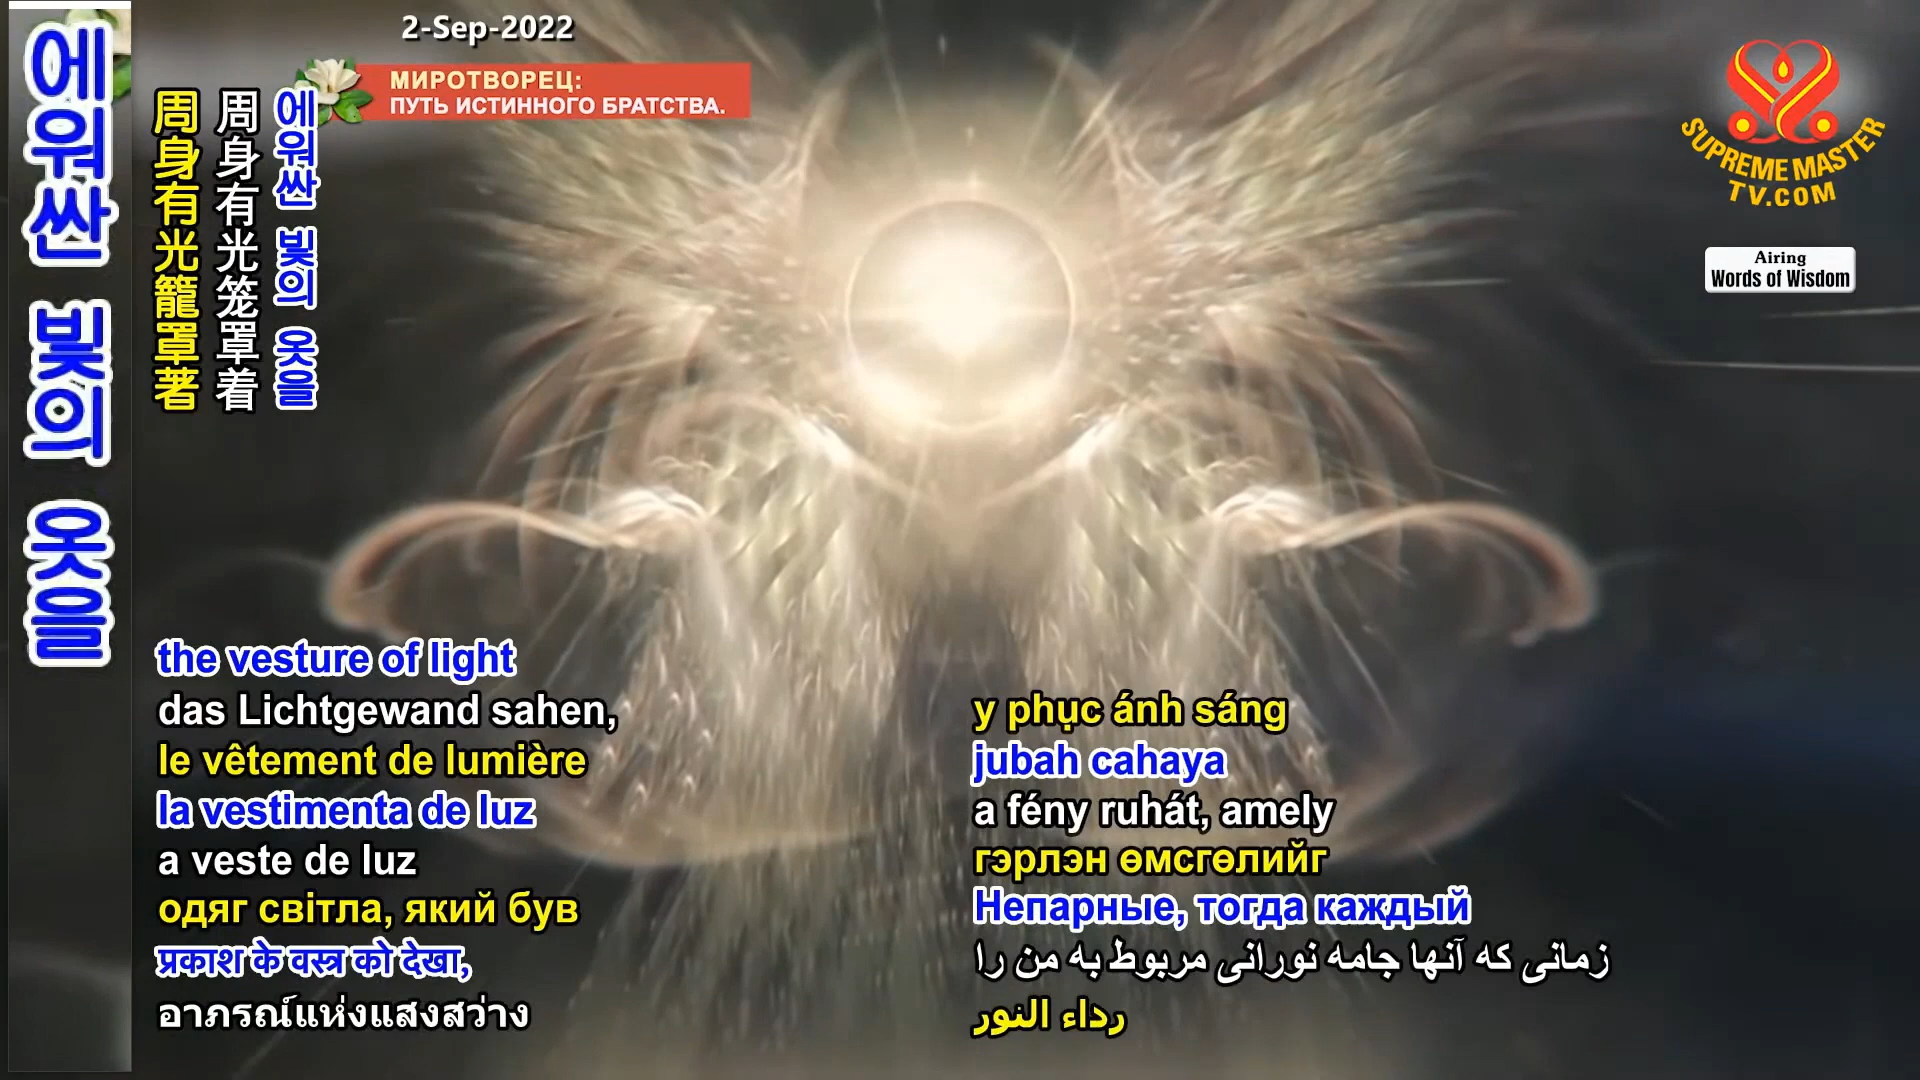 에워싼 빛의 옷을
周身有光籠罩著
周身有光笼罩着
에워싼 빛의 옷을
2-Sep-2022
МИРОТВОРЕЦ:
ПУТЬ ИСТИННОГО БРАТСТВА.
SUPREME MASTER
TV.COM
Airing
Words of Wisdom
the vesture of light
das Lichtgewand sahen,
le vêtement de lumière
la vestimenta de luz
a veste de luz
одяг світла, який був
प्रकाश के वस्त्र को देखा,
อาภรณ์แห่งแสงสว่าง
y phục ánh sáng
jubah cahaya
a fény ruhát, amely
гэрлэн өмсгөлийг
Непарные, тогда каждый
زمانی که آنها جامه نورانی مربوط به من را
رداء النور